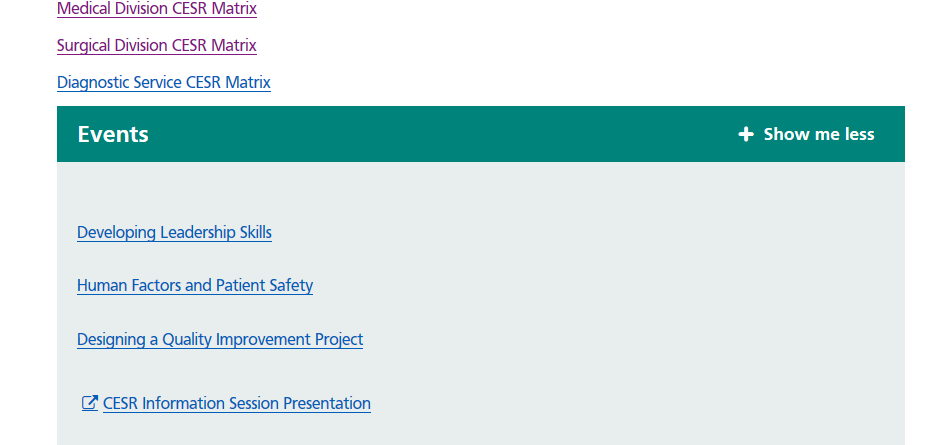 Medical Division CESR Matrix
Surgical Division CESR Matrix
Diagnostic Service CESR Matrix
Events
Show me less
Developing Leadership Skills
Human Factors and Patient Safety
Designing a Quality Improvement Project
CESR Information Session Presentation